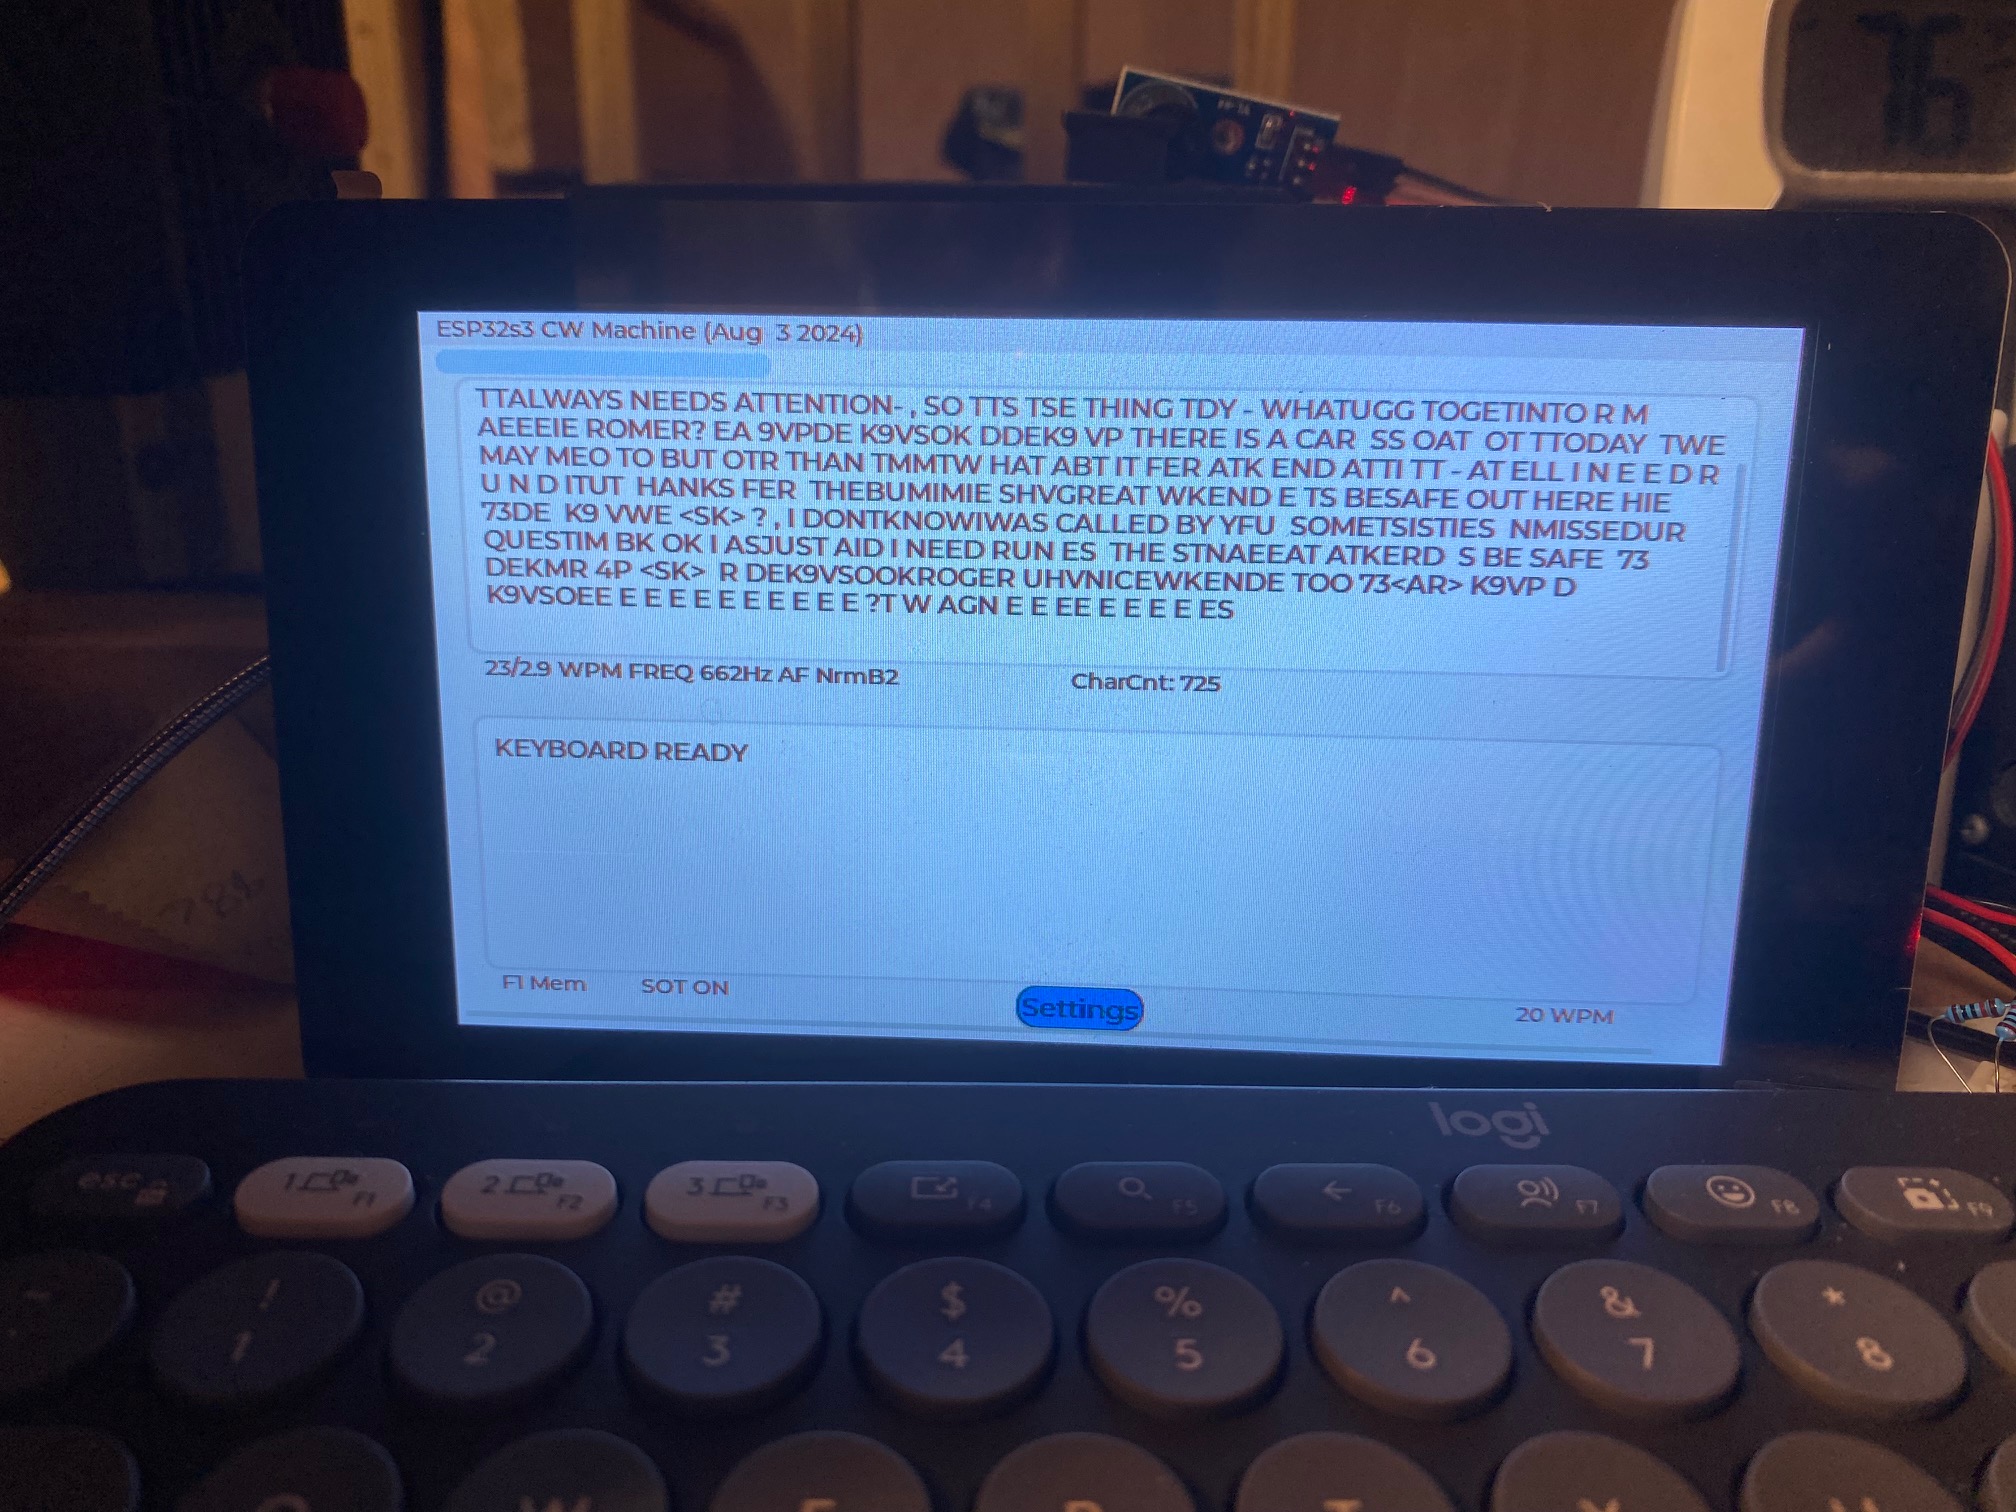 ESP32s3 CW Machine (Aug 3 2024)
TTALWAYS NEEDS ATTENTION- , SO TTS TSE THING TDY - WHATUGG TOGETINTO R M
AEEEIE ROMER? EA 9VPDE K9VSOK DDEK9 VP THERE IS A CAR SS OAT OT TTODAY TWE
MAY MEO TO BUT OTR THAN TMMTW HAT ABT IT FER ATK END ATTI TT - AT ELL I N E E D R
U N D ITUT HANKS FER THEBUMIMIE SHVGREAT WKEND E TS BESAFE OUT HERE HIE
73DE K9 VWE <SK> ? , I DONTKNOWIWAS CALLED BY YFU SOMETSISTIES NMISSEDUR
QUESTIM BK OK I ASJUST AID I NEED RUN ES THE STNAEEAT ATKERD S BE SAFE 73
DEKMR 4P <SK> R DEK9VSOOKROGER UHVNICEWKENDE TOO 73<AR> K9VP D
K9VSOEE E E E E E E E E E E ?T W AGN E E EE E E E E E ES
23/2.9 WPM FREQ 662Hz AF NrmB2 CharCnt: 725
KEYBOARD READY
F1 Mem SOT ON Settings 20 WPM
logi
esc 1 F1 2 F2 3 F3 F4 F5 F6 F7 F8 F9
! @ # $ % ^ & *
1 2 3 4 5 6 7 8